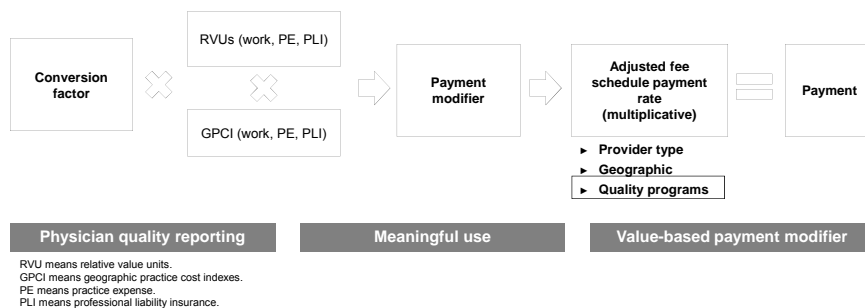 Conversion
factor
RVUs (work, PE, PLI)
GPCI (work, PE, PLI)
Payment
modifier
Adjusted fee
schedule payment
rate
(multiplicative)
Payment
► Provider type
► Geographic
► Quality programs
Physician quality reporting
Meaningful use
Value-based payment modifier
RVU means relative value units.
GPCI means geographic practice cost indexes.
PE means practice expense.
PLI means professional liability insurance.